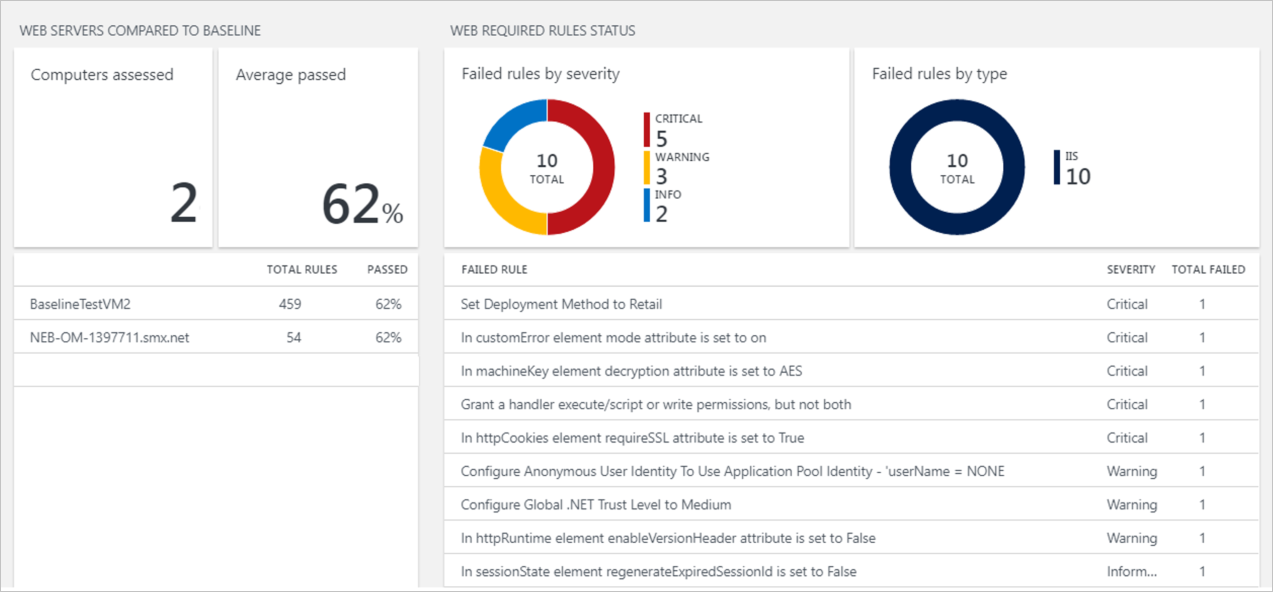 WEB SERVERS COMPARED TO BASELINE
Computers assessed
2
Average passed
62%
TOTAL RULES PASSED
BaselineTestVM2 459 62%
NEB-OM-1397711.smx.net 54 62%
WEB REQUIRED RULES STATUS
Failed rules by severity
10
TOTAL
CRITICAL
5
WARNING
3
INFO
2
Failed rules by type
10
TOTAL
IIS
10
FAILED RULE SEVERITY TOTAL FAILED
Set Deployment Method to Retail Critical 1
In customError element mode attribute is set to on Critical 1
In machineKey element decryption attribute is set to AES Critical 1
Grant a handler execute/script or write permissions, but not both Critical 1
In httpCookies element requireSSL attribute is set to True Critical 1
Configure Anonymous User Identity To Use Application Pool Identity - 'userName = NONE Warning 1
Configure Global .NET Trust Level to Medium Warning 1
In httpRuntime element enableVersionHeader attribute is set to False Warning 1
In sessionState element regenerateExpiredSessionId is set to False Inform... 1